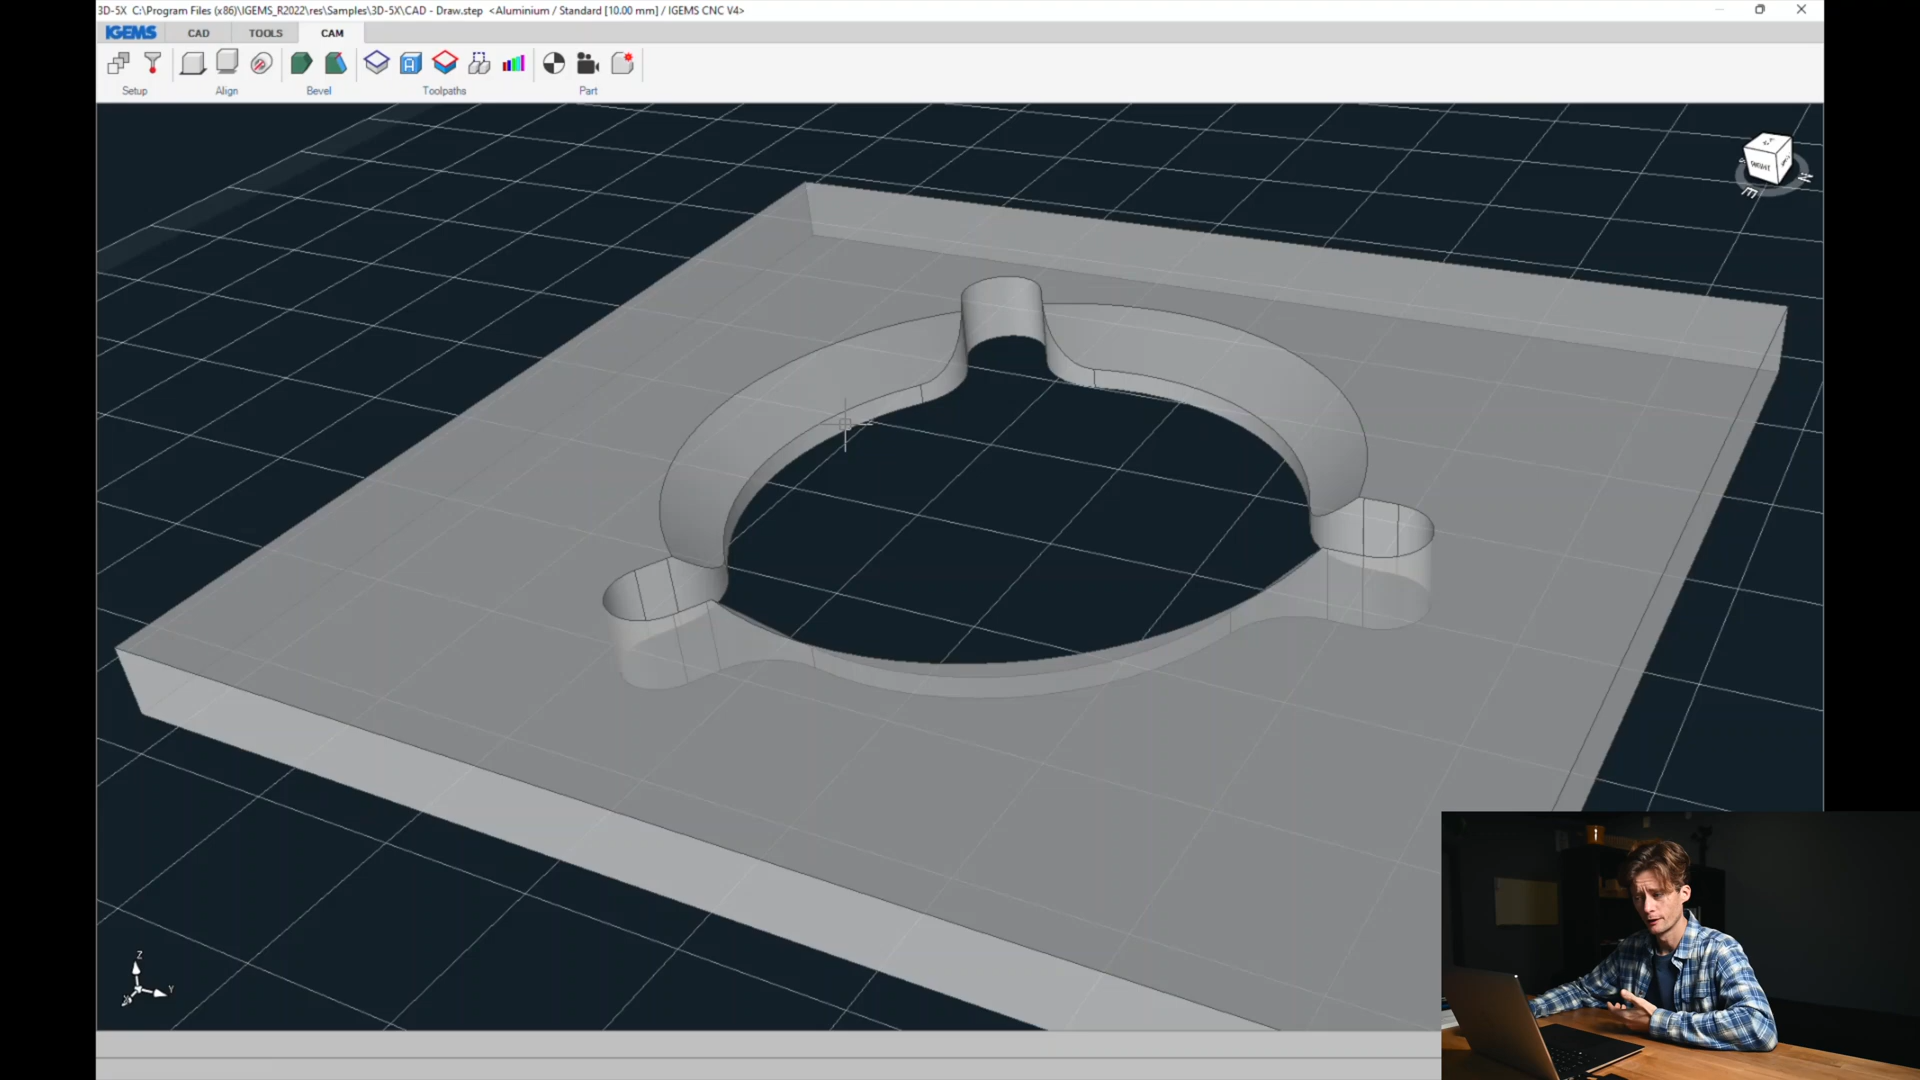 3D-5X C:\Program Files (x86)\IGEMS_R2022\res\Samples\3D-5X\CAD - Draw.step <Aluminium / Standard [10.00 mm] / IGEMS CNC V4>
IGEMS CAD TOOLS CAM
A
Setup Align Bevel Toolpaths Part
E
N
Z
Y
X